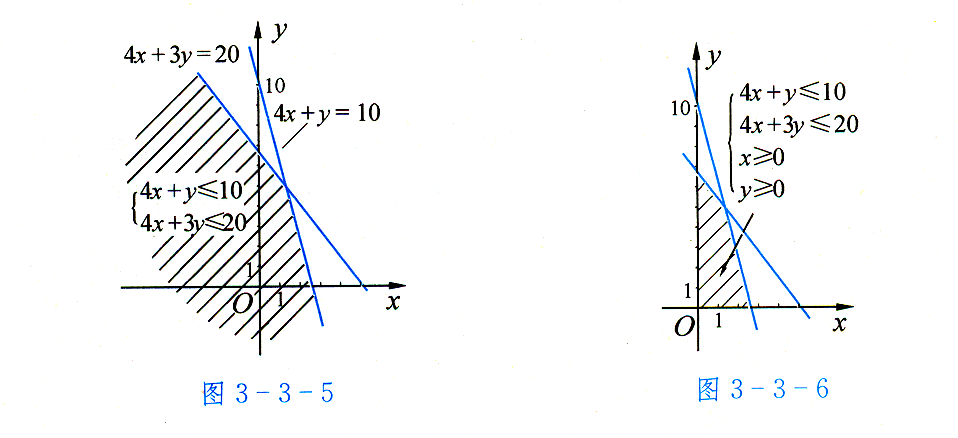 y
4x+3y=20
10
4x+y=10
4x+y≤10
4x+3y≤20
1
O
1
x
图 3-3-5
y
10
4x+y≤10
4x+3y≤20
x≥0
y≥0
1
O
1
x
图 3-3-6